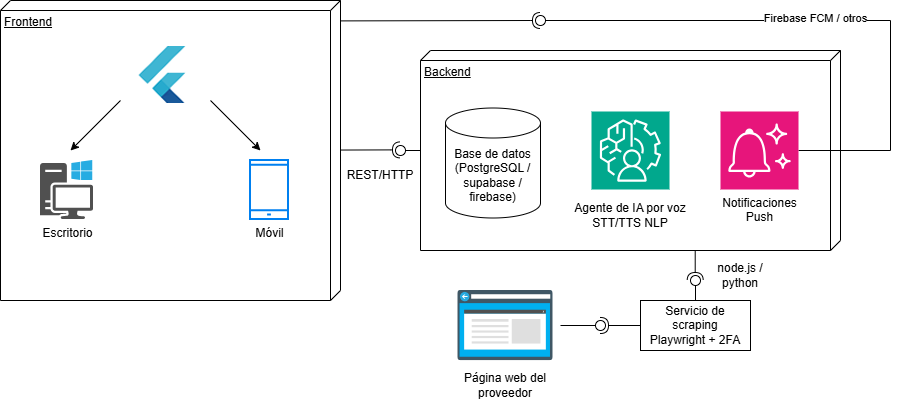 Frontend
Firebase FCM / otros
Backend
Base de datos
(PostgreSQL /
supabase /
firebase)
Agente de IA por voz
STT/TTS NLP
Notificaciones
Push
REST/HTTP
Escritorio
Móvil
node.js /
python
Servicio de
scraping
Playwright + 2FA
Página web del
proveedor